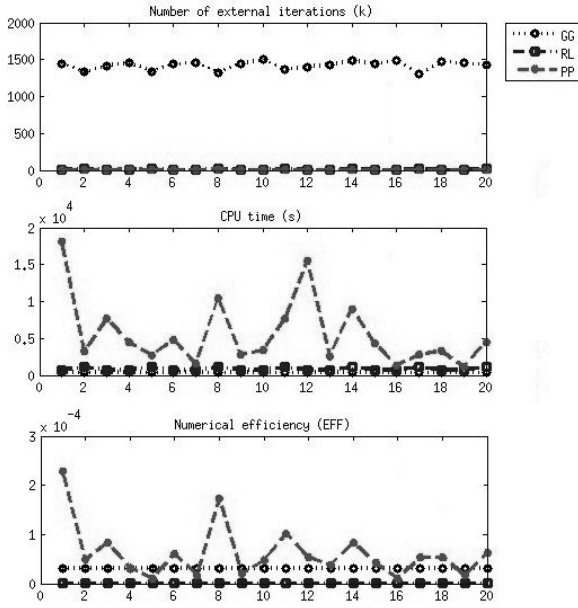 Number of external iterations (k)
2000
1500
1000
500
0
0 2 4 6 8 10 12 14 16 18 20
GG
RL
PP
CPU time (s)
× 10 4
2
1.5
1
0.5
0
0 2 4 6 8 10 12 14 16 18 20
Numerical efficiency (EFF)
× 10 -4
3
2
1
0
0 2 4 6 8 10 12 14 16 18 20